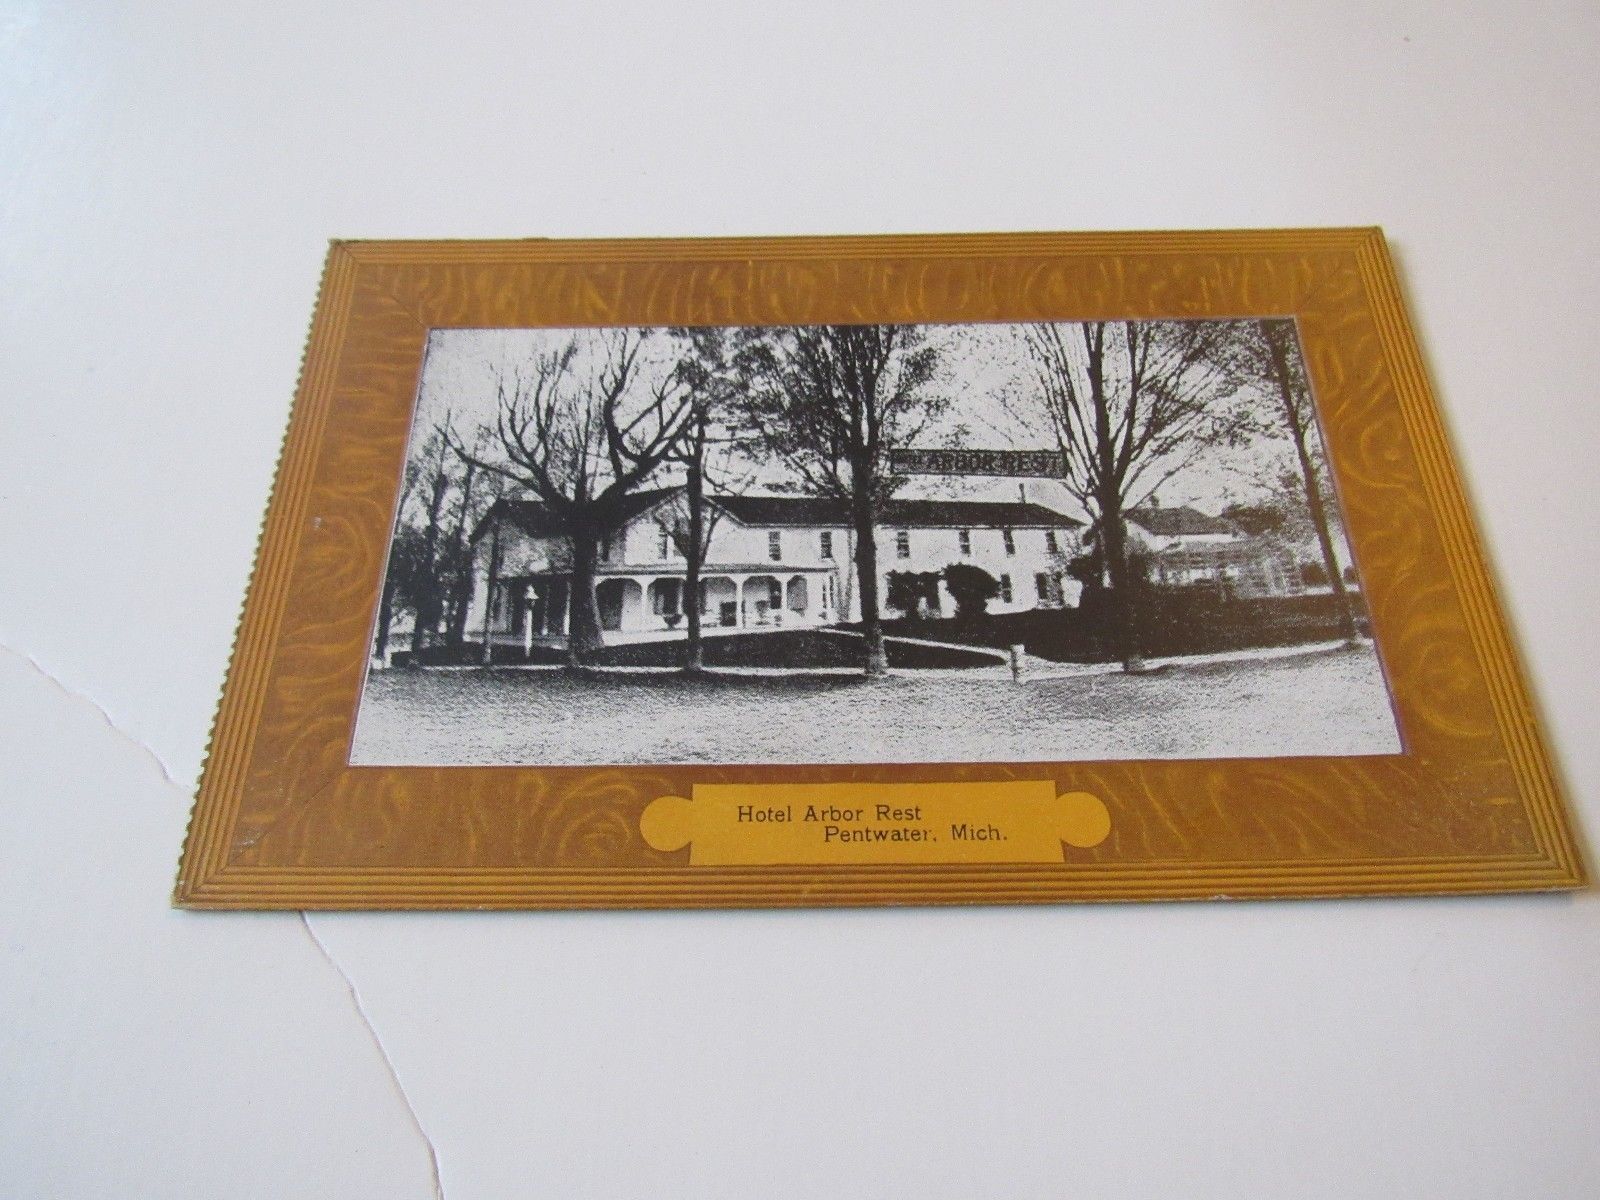 ARBOR REST
Hotel Arbor Rest
Pentwater, Mich.